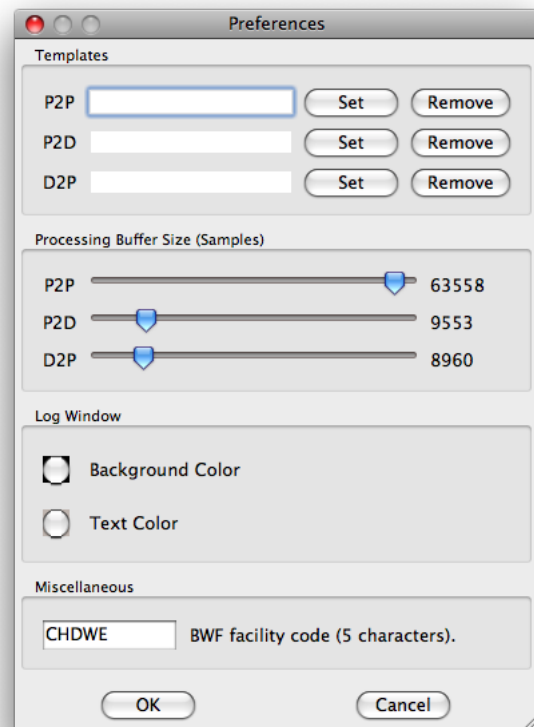 Preferences
Templates
P2P Set Remove
P2D Set Remove
D2P Set Remove
Processing Buffer Size (Samples)
P2P 63558
P2D 9553
D2P 8960
Log Window
Background Color
Text Color
Miscellaneous
CHDWE BWF facility code (5 characters).
OK Cancel